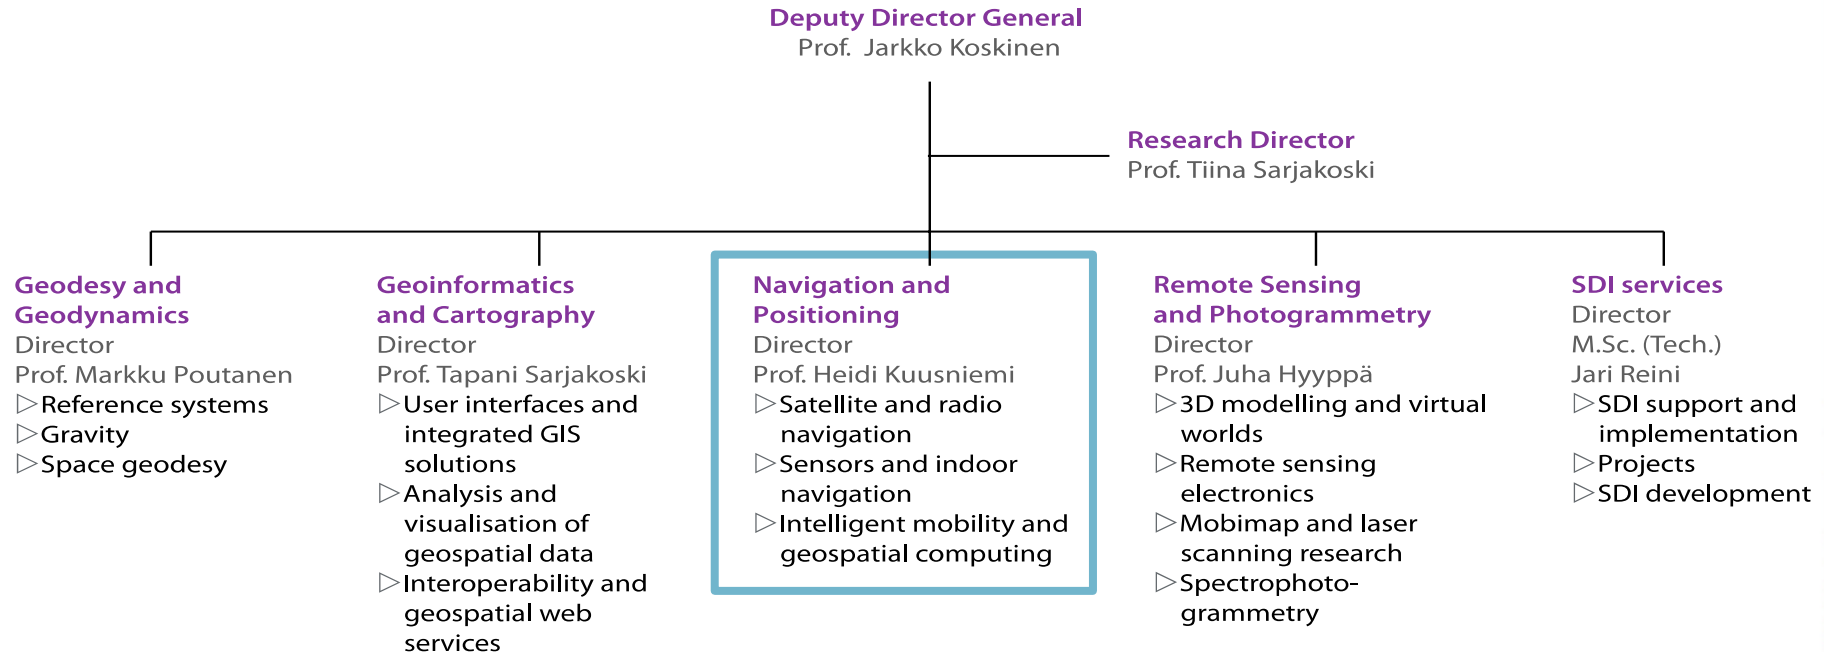 Deputy Director General
Prof. Jarkko Koskinen
Research Director
Prof. Tiina Sarjakoski
Geodesy and
Geodynamics
Director
Prof. Markku Poutanen
▷Reference systems
▷Gravity
▷Space geodesy
Geoinformatics
and Cartography
Director
Prof. Tapani Sarjakoski
▷User interfaces and
integrated GIS
solutions
▷Analysis and
visualisation of
geospatial data
▷Interoperability and
geospatial web
services
Navigation and
Positioning
Director
Prof. Heidi Kuusniemi
▷Satellite and radio
navigation
▷Sensors and indoor
navigation
▷Intelligent mobility and
geospatial computing
Remote Sensing
and Photogrammetry
Director
Prof. Juha Hyyppä
▷3D modelling and virtual
worlds
▷Remote sensing
electronics
▷Mobimap and laser
scanning research
▷Spectrophoto-
grammetry
SDI services
Director
M.Sc. (Tech.)
Jari Reini
▷SDI support and
implementation
▷Projects
▷SDI development